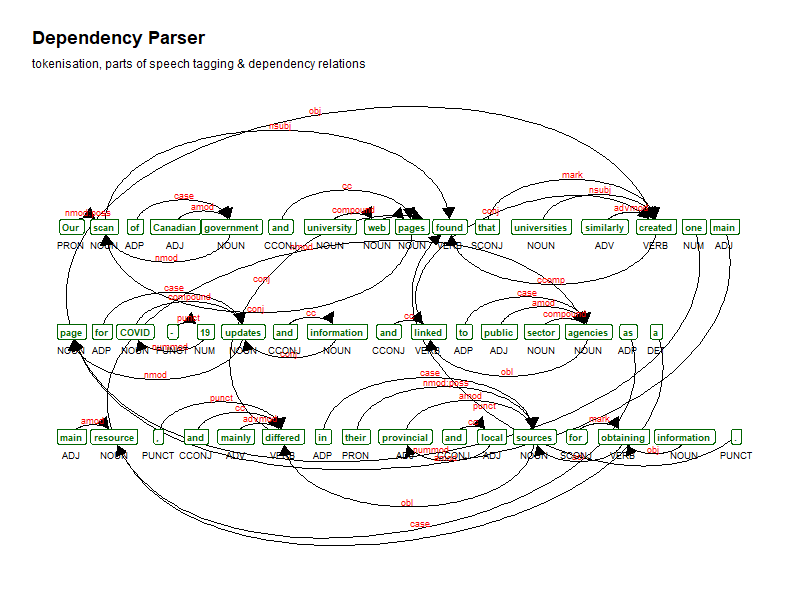 Dependency Parser
tokenisation, parts of speech tagging & dependency relations
obj
nsubj
mark
case cc nsubj
nmod:poss amod compound conj advmod
Our scan of Canadian government and university web pages found that universities similarly created one main
PRON NOUN ADP ADJ NOUN CCONJ NOUN NOUN NOUN VERB SCONJ NOUN ADV VERB NUM ADJ
nmod nmod ccomp
conj
case compound case
punct conj cc cc amod compound
page for COVID - 19 updates and information and linked to public sector agencies as a
NOUN ADP NOUN PUNCT NUM NOUN CCONJ NOUN CCONJ VERB ADP ADJ NOUN NOUN ADP DET
nummod conj
nmod obl
case
nmod:poss
punct amod
cc punct
amod advmod mark
main resource , and mainly differed in their provincial and local sources for obtaining information .
ADJ NOUN PUNCT CCONJ ADV VERB ADP PRON ADJ CCONJ ADJ NOUN SCONJ VERB NOUN PUNCT
nummod obj
obl
case